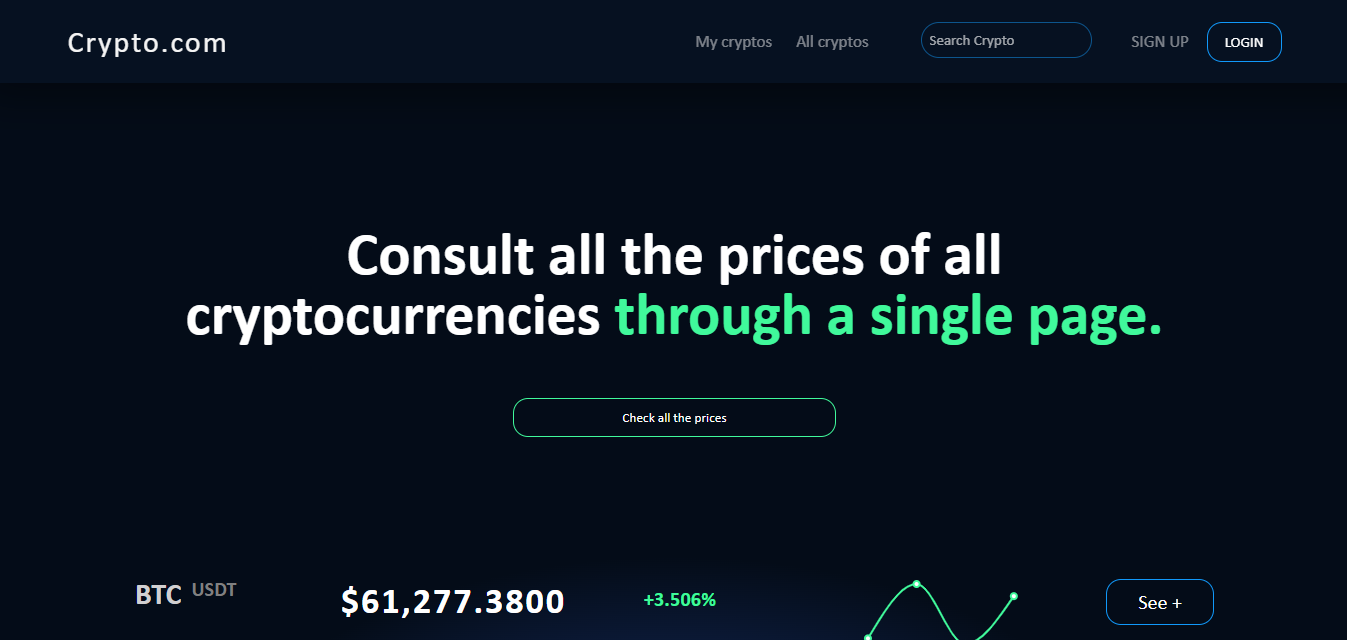 Crypto.com
My cryptos
All cryptos
Search Crypto
SIGN UP
LOGIN
Consult all the prices of all
cryptocurrencies through a single page.
Check all the prices
BTC USDT
$61,277.3800
+3.506%
See +